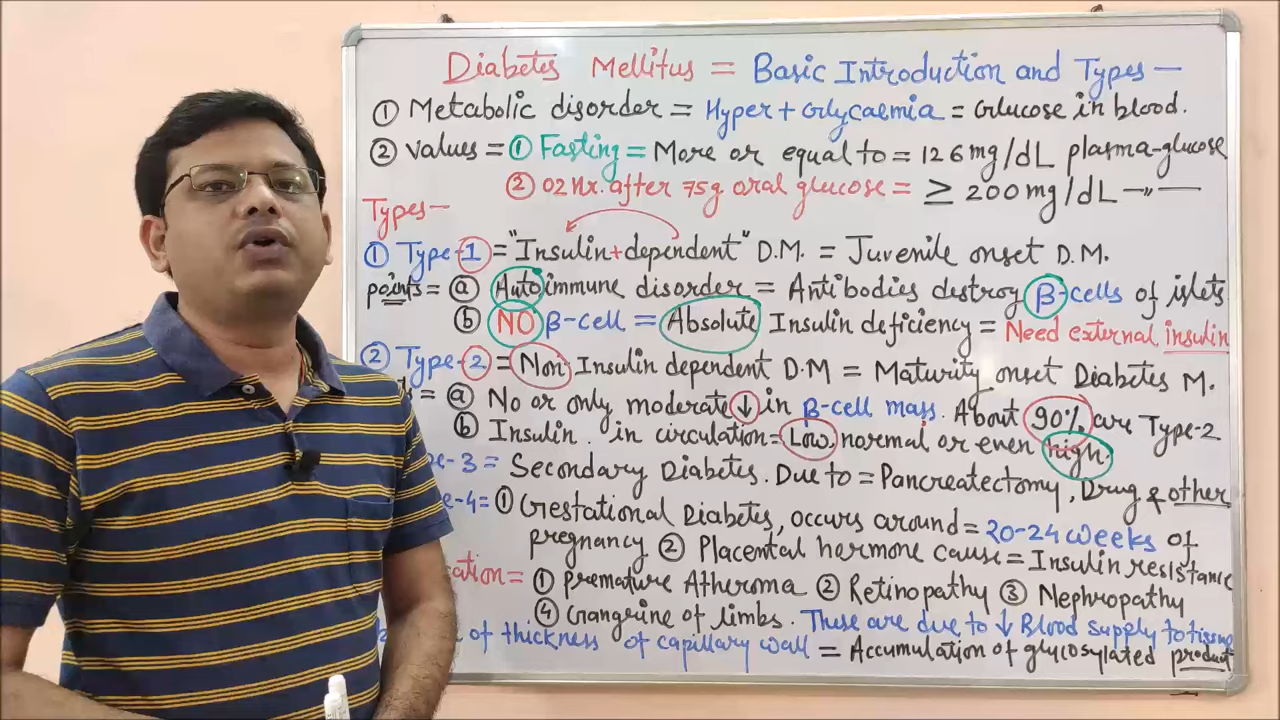 Diabetes Mellitus = Basic Introduction and Types —
① Metabolic disorder = Hyper + Glycaemia = Glucose in blood.
② Values = ① Fasting = More or equal to = 126 mg/dL plasma-glucose
② 02 Hr. after 75g oral glucose = ≥ 200 mg/dL —„—
Types—
① Type-1 = "Insulin+dependent" D.M. = Juvenile onset D.M.
points = ⓐ Autoimmune disorder = Antibodies destroy β-cells of islets
ⓑ NO β-cell = Absolute Insulin deficiency = Need external insulin
② Type-2 = Non Insulin dependent D.M = Maturity onset Diabetes M.
= ⓐ No or only moderate ↓ in β-cell mass. About 90% are Type-2
ⓑ Insulin in circulation = Low, normal or even high.
-3 = Secondary Diabetes. Due to = Pancreatectomy, Drug & other
-4 = ① Gestational Diabetes, occurs around = 20-24 weeks of
pregnancy ② Placental hormone cause = Insulin resistance
= ① Premature Atheroma ② Retinopathy ③ Nephropathy
④ Gangrine of limbs. These are due to ↓ Blood supply to tissue
of thickness of capillary wall = Accumulation of glycosylated product